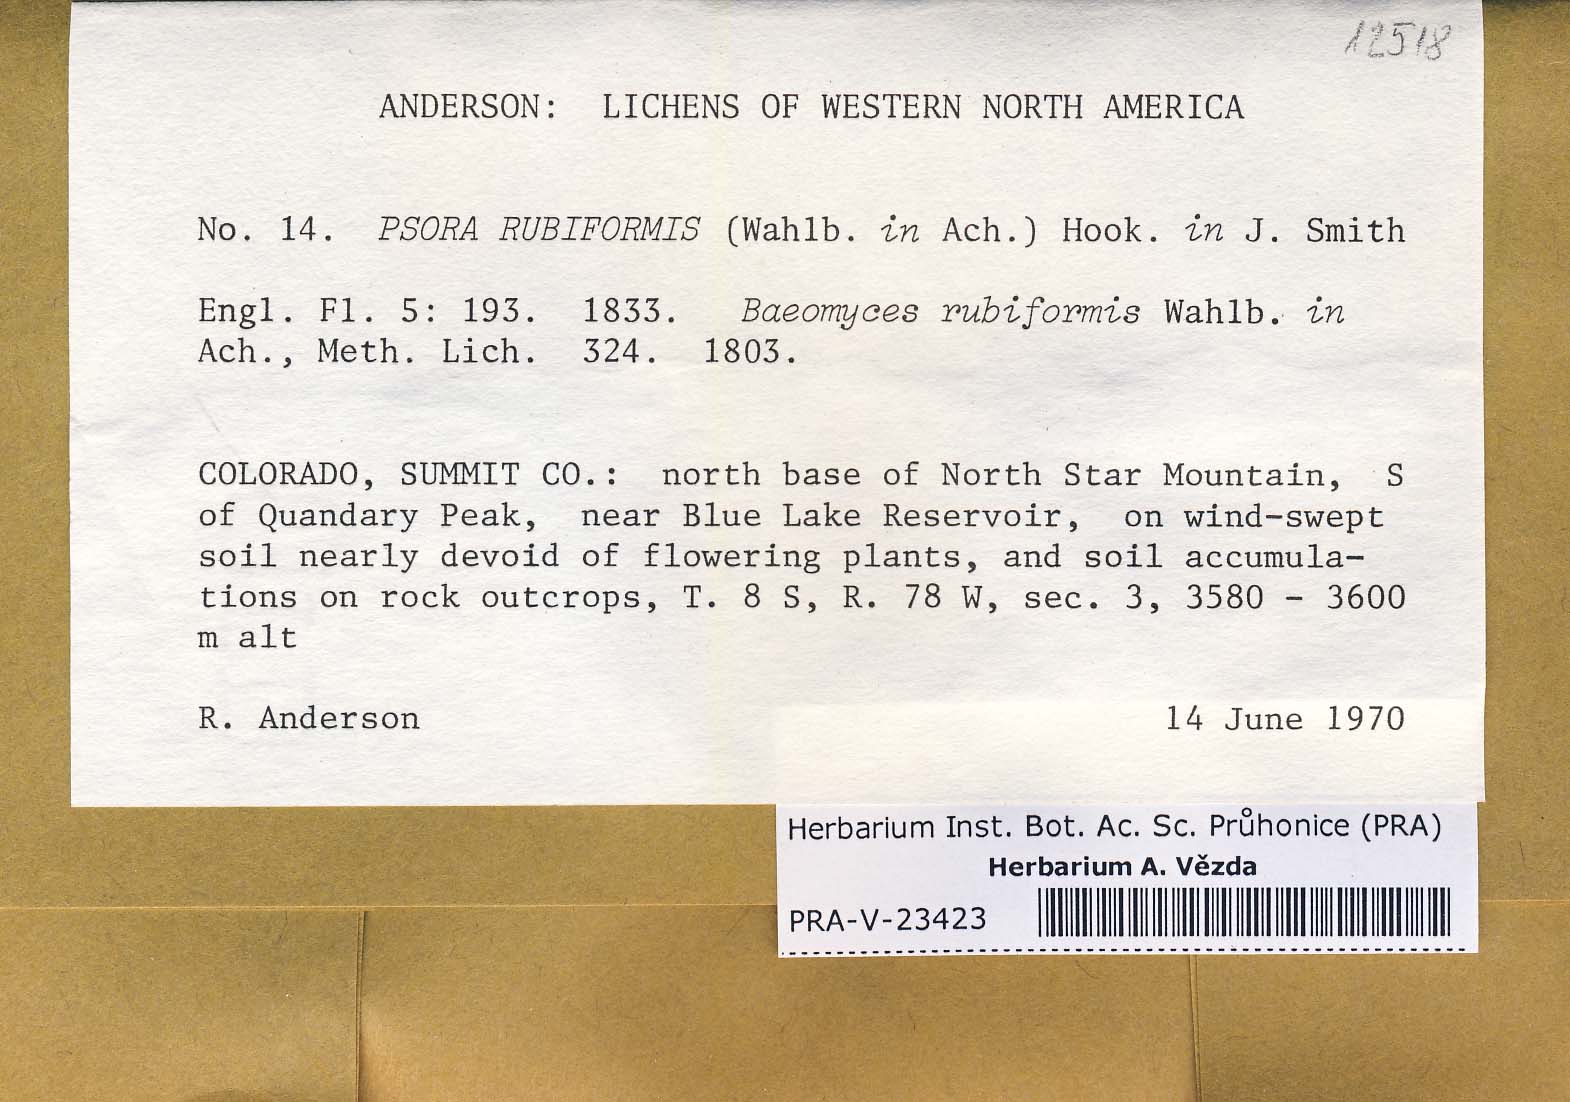 12518
ANDERSON: LICHENS OF WESTERN NORTH AMERICA
No. 14. PSORA RUBIFORMIS (Wahlb. in Ach.) Hook. in J. Smith
Engl. Fl. 5: 193. 1833. Baeomyces rubiformis Wahlb. in
Ach., Meth. Lich. 324. 1803.
COLORADO, SUMMIT CO.: north base of North Star Mountain, S
of Quandary Peak, near Blue Lake Reservoir, on wind-swept
soil nearly devoid of flowering plants, and soil accumula-
tions on rock outcrops, T. 8 S, R. 78 W, sec. 3, 3580 - 3600
m alt
R. Anderson 14 June 1970
Herbarium Inst. Bot. Ac. Sc. Průhonice (PRA)
Herbarium A. Vězda
PRA-V-23423